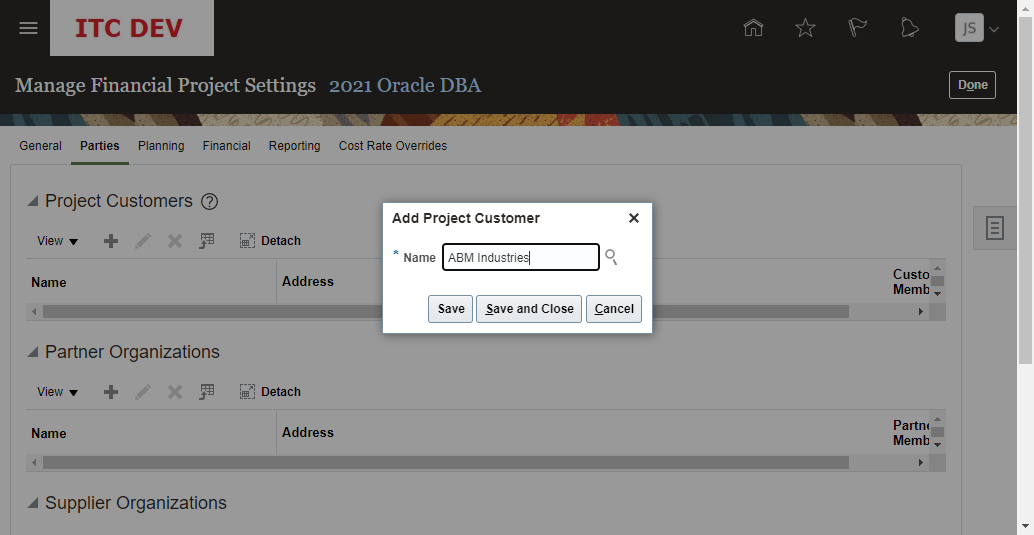 ITC DEV
JS
Manage Financial Project Settings 2021 Oracle DBA
Done
General Parties Planning Financial Reporting Cost Rate Overrides
Project Customers ?
View Detach
Name Address Custo
Memb
Add Project Customer
* Name ABM Industries
Save Save and Close Cancel
Partner Organizations
View Detach
Name Address Partne
Memb
Supplier Organizations